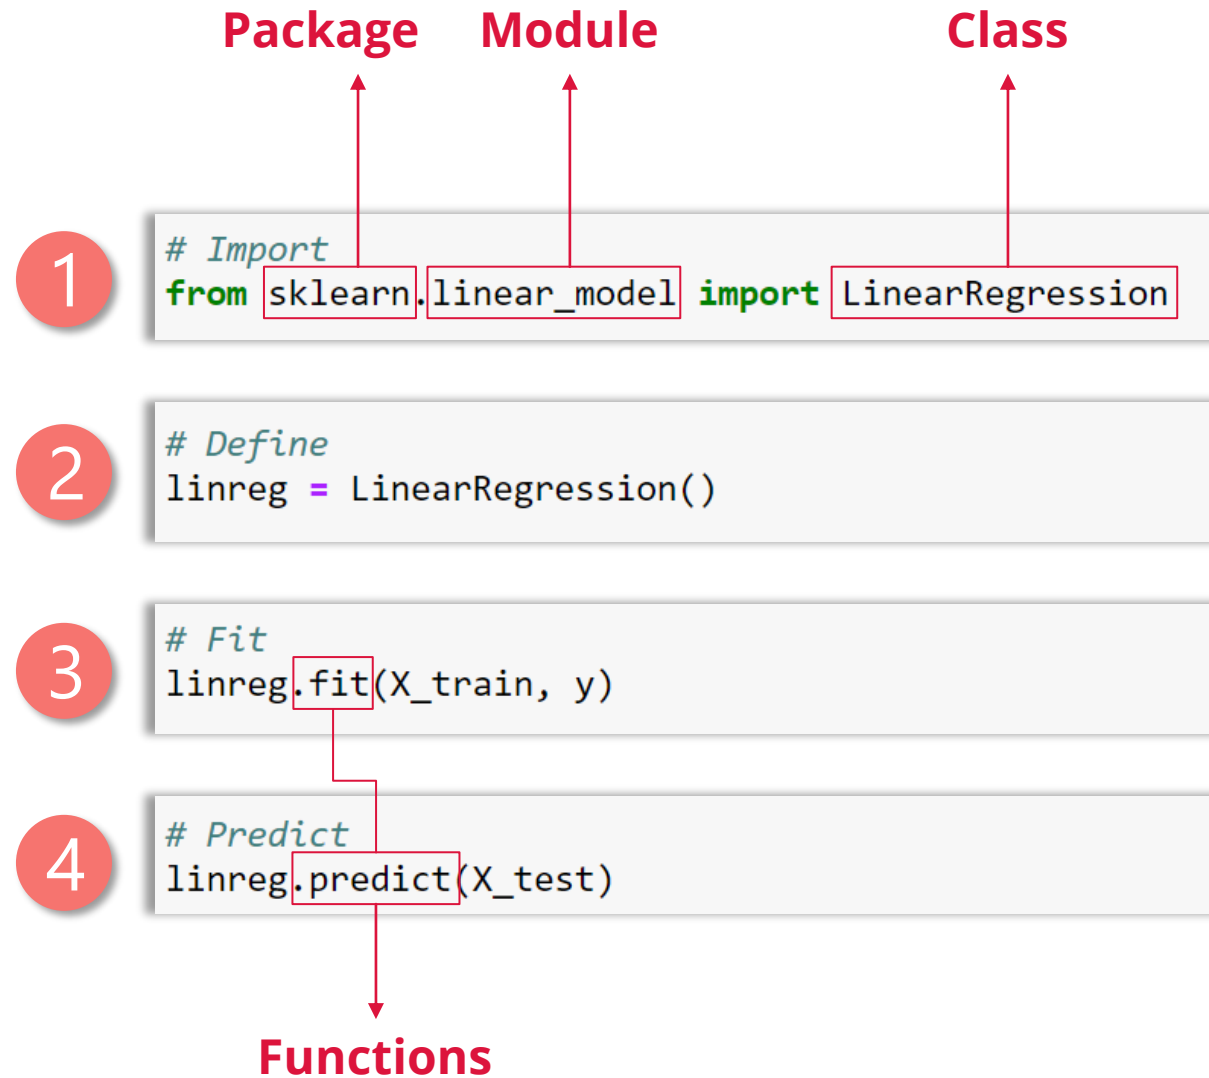 Package Module Class
1
# Import
from sklearn.linear_model import LinearRegression
2
# Define
linreg = LinearRegression()
3
# Fit
linreg.fit(X_train, y)
4
# Predict
linreg.predict(X_test)
Functions